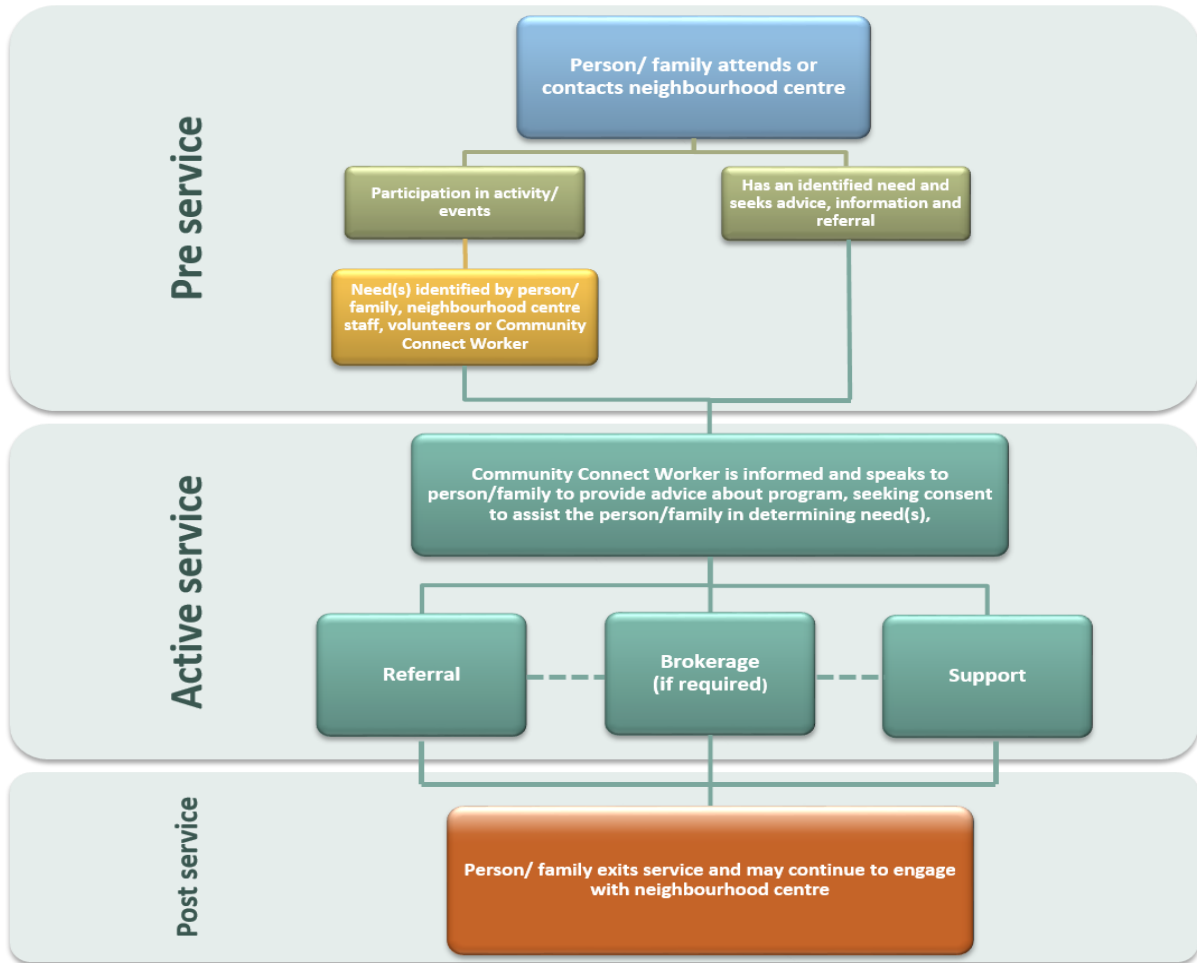 Pre service
Person/ family attends or
contacts neighbourhood centre
Participation in activity/
events
Has an identified need and
seeks advice, information and
referral
Need(s) identified by person/
family, neighbourhood centre
staff, volunteers or Community
Connect Worker
Active service
Community Connect Worker is informed and speaks to
person/family to provide advice about program, seeking consent
to assist the person/family in determining need(s),
Referral
Brokerage
(if required)
Support
Post service
Person/ family exits service and may continue to engage
with neighbourhood centre